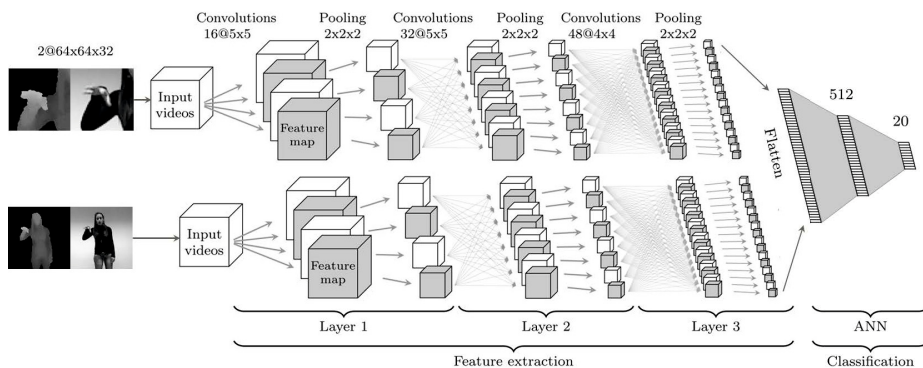 Convolutions Pooling Convolutions Pooling Convolutions Pooling
16@5x5 2x2x2 32@5x5 2x2x2 48@4x4 2x2x2
2@64x64x32
Input
videos
Feature
map
512
20
Flatten
Input
videos
Feature
map
Layer 1 Layer 2 Layer 3 ANN
Feature extraction Classification